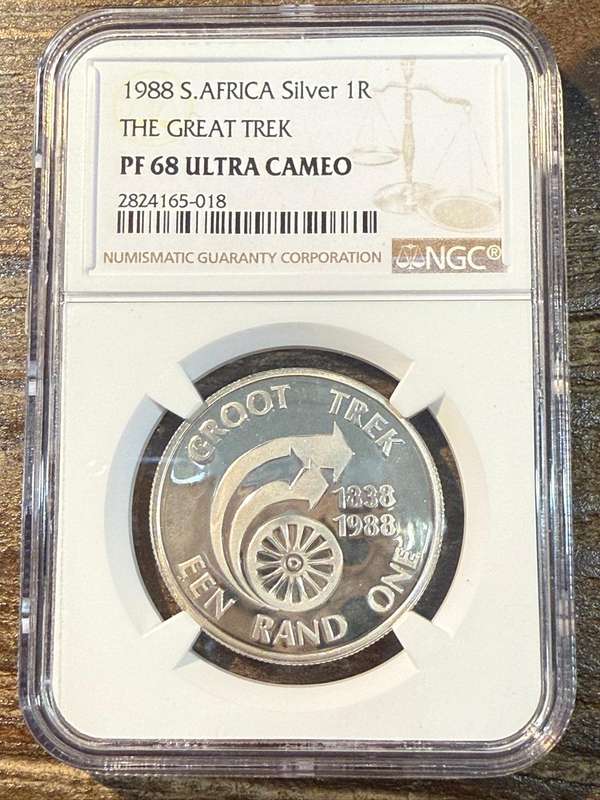 1988 S.AFRICA Silver 1R
THE GREAT TREK
PF 68 ULTRA CAMEO
2824165-018
NUMISMATIC GUARANTY CORPORATION
NGC®
GROOT TREK
1838
1988
EEN RAND ONE